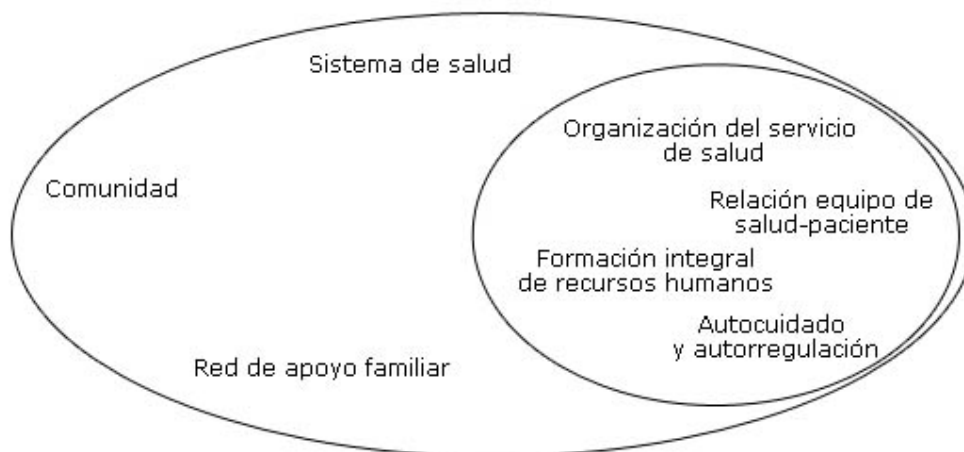 Sistema de salud
Organización del servicio
de salud
Comunidad
Relación equipo de
salud-paciente
Formación integral
de recursos humanos
Autocuidado
y autorregulación
Red de apoyo familiar